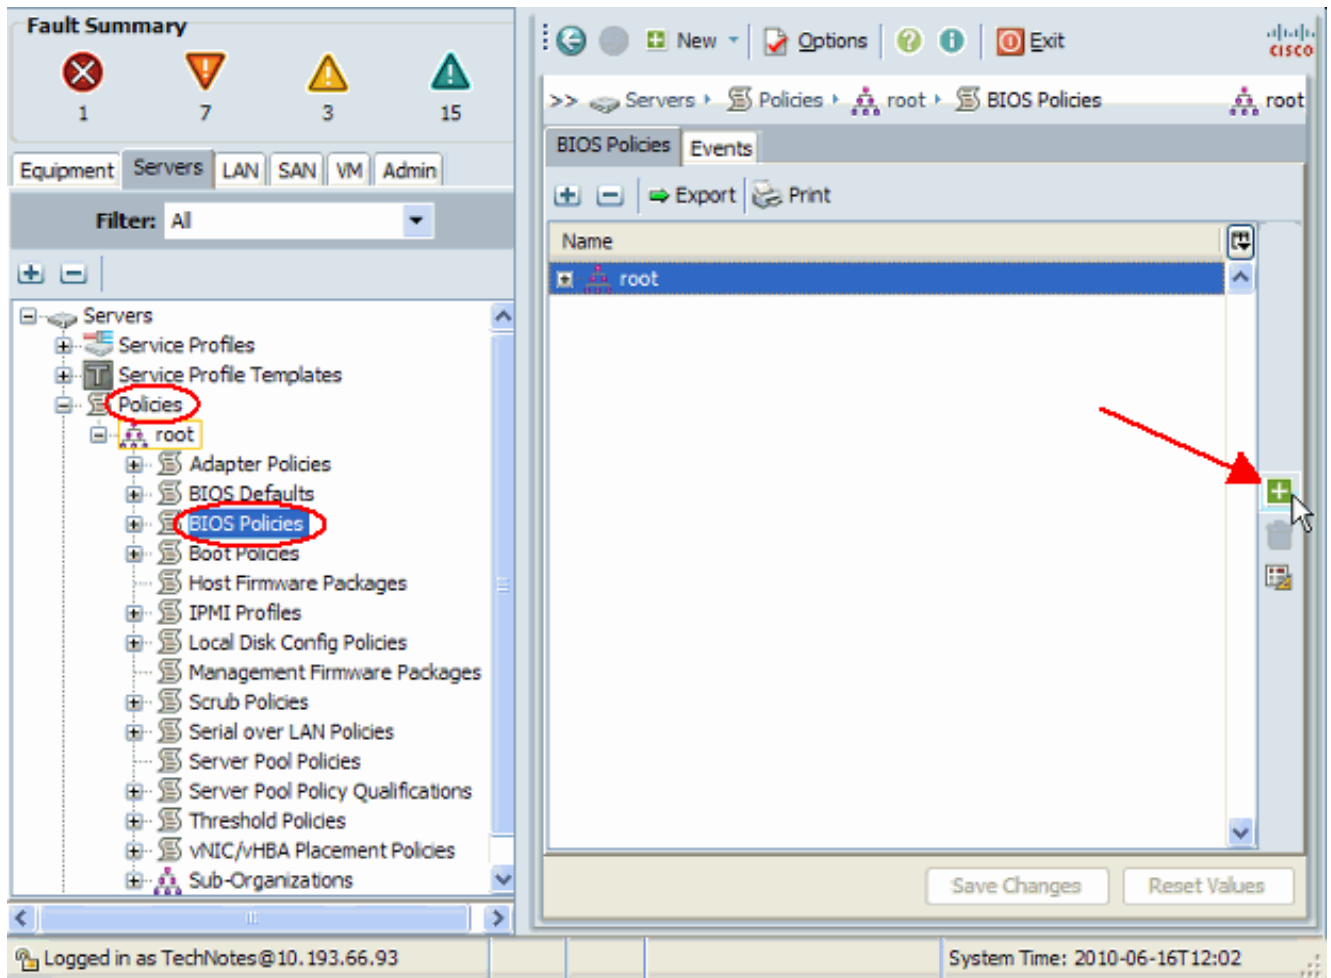 Fault Summary
1 7 3 15
Equipment Servers LAN SAN VM Admin
Filter: All
Servers
Service Profiles
Service Profile Templates
Policies
root
Adapter Policies
BIOS Defaults
BIOS Policies
Boot Policies
Host Firmware Packages
IPMI Profiles
Local Disk Config Policies
Management Firmware Packages
Scrub Policies
Serial over LAN Policies
Server Pool Policies
Server Pool Policy Qualifications
Threshold Policies
vNIC/vHBA Placement Policies
Sub-Organizations
New Options Exit
CISCO
>> Servers Policies root BIOS Policies root
BIOS Policies Events
Export Print
Name
root
Save Changes Reset Values
Logged in as TechNotes@10.193.66.93 System Time: 2010-06-16T12:02